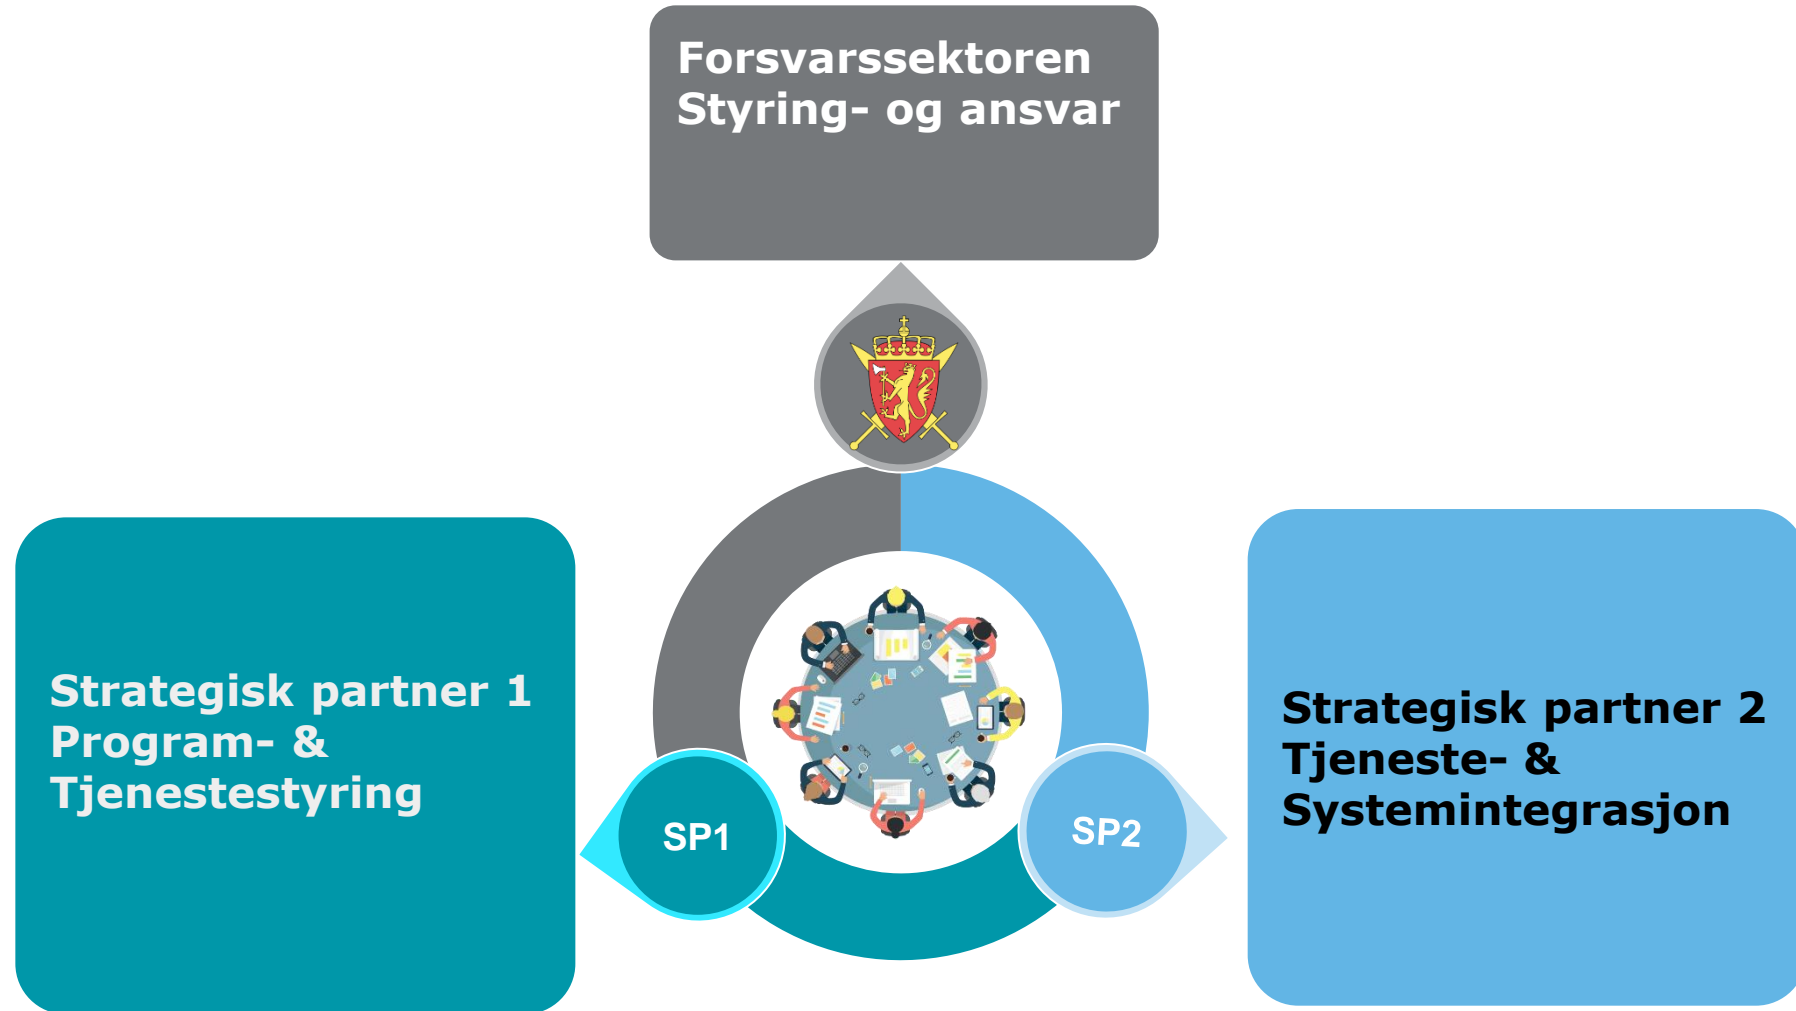 Forsvarssektoren
Styring- og ansvar
Strategisk partner 1
Program- &
Tjenestestyring
SP1
SP2
Strategisk partner 2
Tjeneste- &
Systemintegrasjon